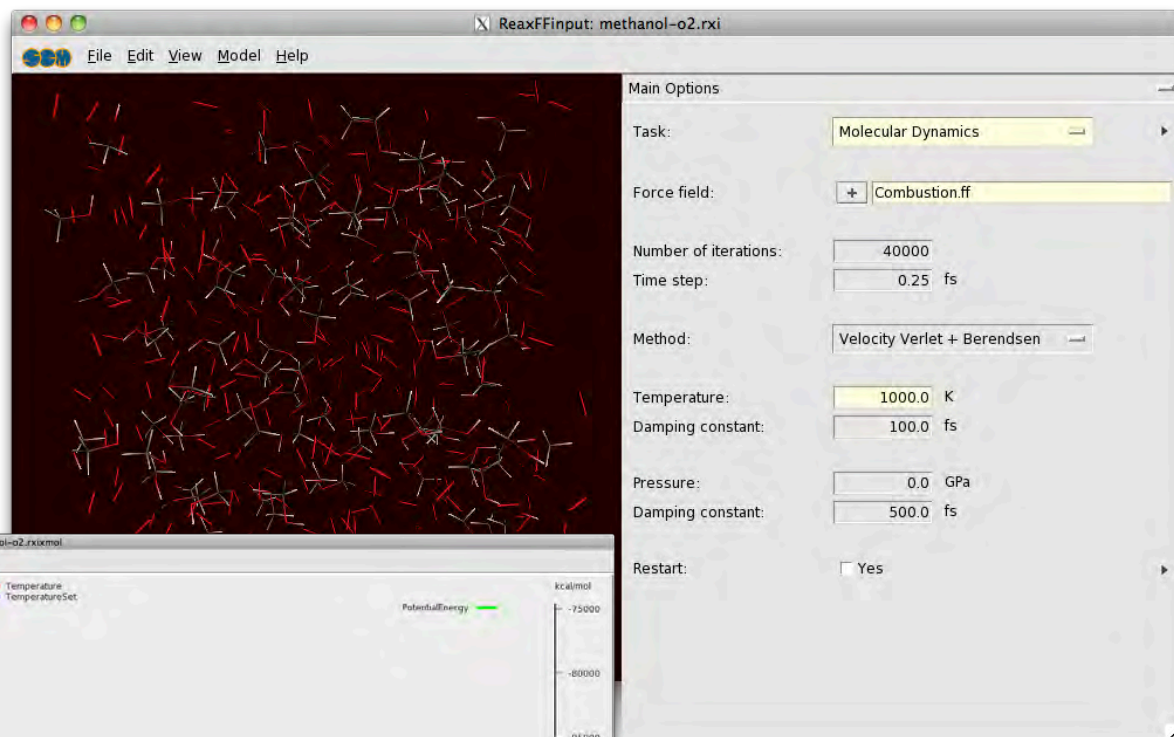 ReaxFFinput: methanol-o2.rxi
SCM File Edit View Model Help
Main Options
Task: Molecular Dynamics
Force field: + Combustion.ff
Number of iterations: 40000
Time step: 0.25 fs
Method: Velocity Verlet + Berendsen
Temperature: 1000.0 K
Damping constant: 100.0 fs
Pressure: 0.0 GPa
Damping constant: 500.0 fs
Restart: Yes
ol-o2.rxixmol
Temperature
TemperatureSet
PotentialEnergy
kcal/mol
-75000
-80000